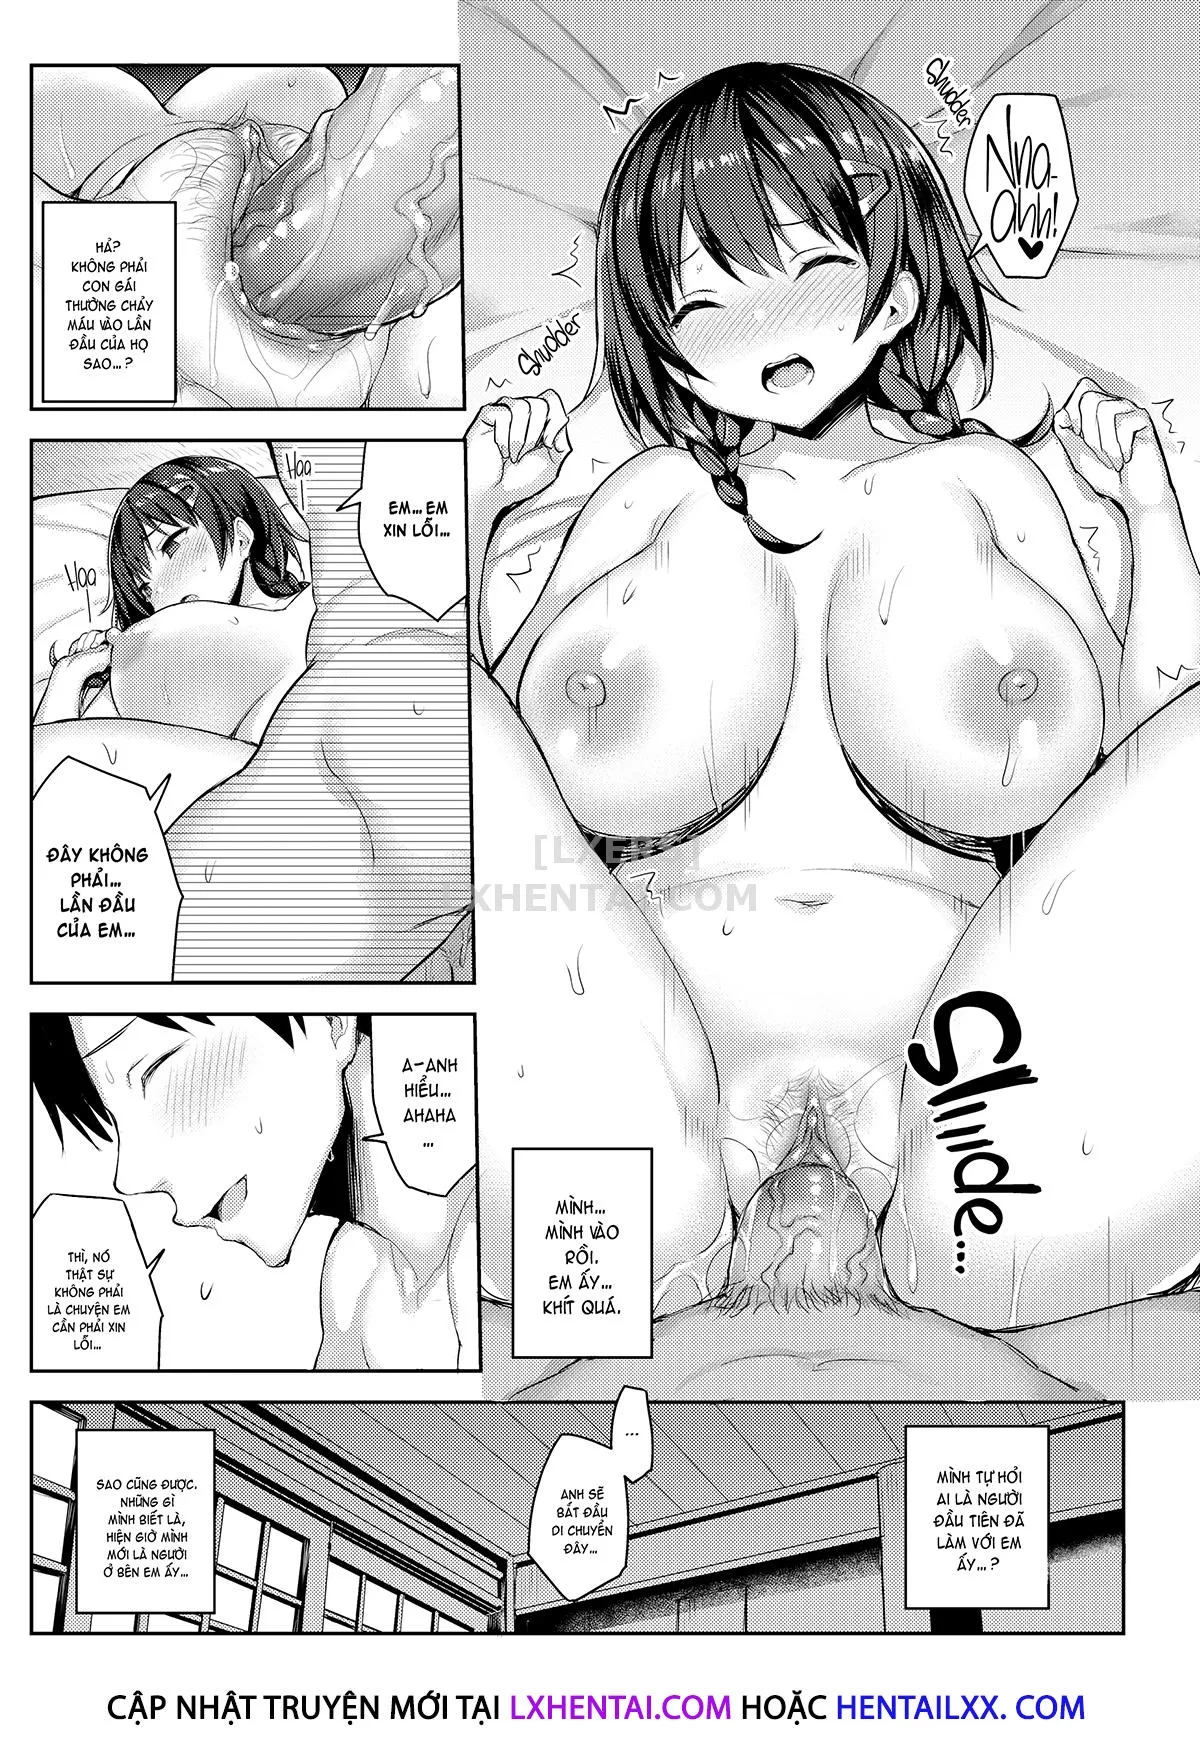 Shudder
Nna-
ohh!
Shudder
MÌNH...
MÌNH VÀO
RỒI.
EM ẤY...
KHÍT QUÁ.
Sliiide...
HẢ?
KHÔNG PHẢI
CON GÁI
THƯỜNG CHẢY
MÁU VÀO LẦN
ĐẦU CỦA HỌ
SAO...?
EM... EM
XIN LỖI...
Haa
Haa
ĐÂY KHÔNG
PHẢI...
LẦN ĐẦU
CỦA EM...
A-ANH
HIỂU...
AHAHA
...
THÌ, NÓ
THẬT SỰ
KHÔNG PHẢI
LÀ CHUYỆN EM
CẦN PHẢI XIN
LỖI...
MÌNH TỰ HỎI
AI LÀ NGƯỜI
ĐẦU TIÊN ĐÃ
LÀM VỚI EM
ẤY...?
...
ANH SẼ
BẮT ĐẦU
DI CHUYỂN
ĐÂY...
SAO CŨNG ĐƯỢC.
NHỮNG GÌ
MÌNH BIẾT LÀ,
HIỆN GIỜ MÌNH
MỚI LÀ NGƯỜI
Ở BÊN EM ẤY...
[LXERS]
LXHENTAI.COM
CẬP NHẬT TRUYỆN MỚI TẠI LXHENTAI.COM HOẶC HENTAILXX. COM